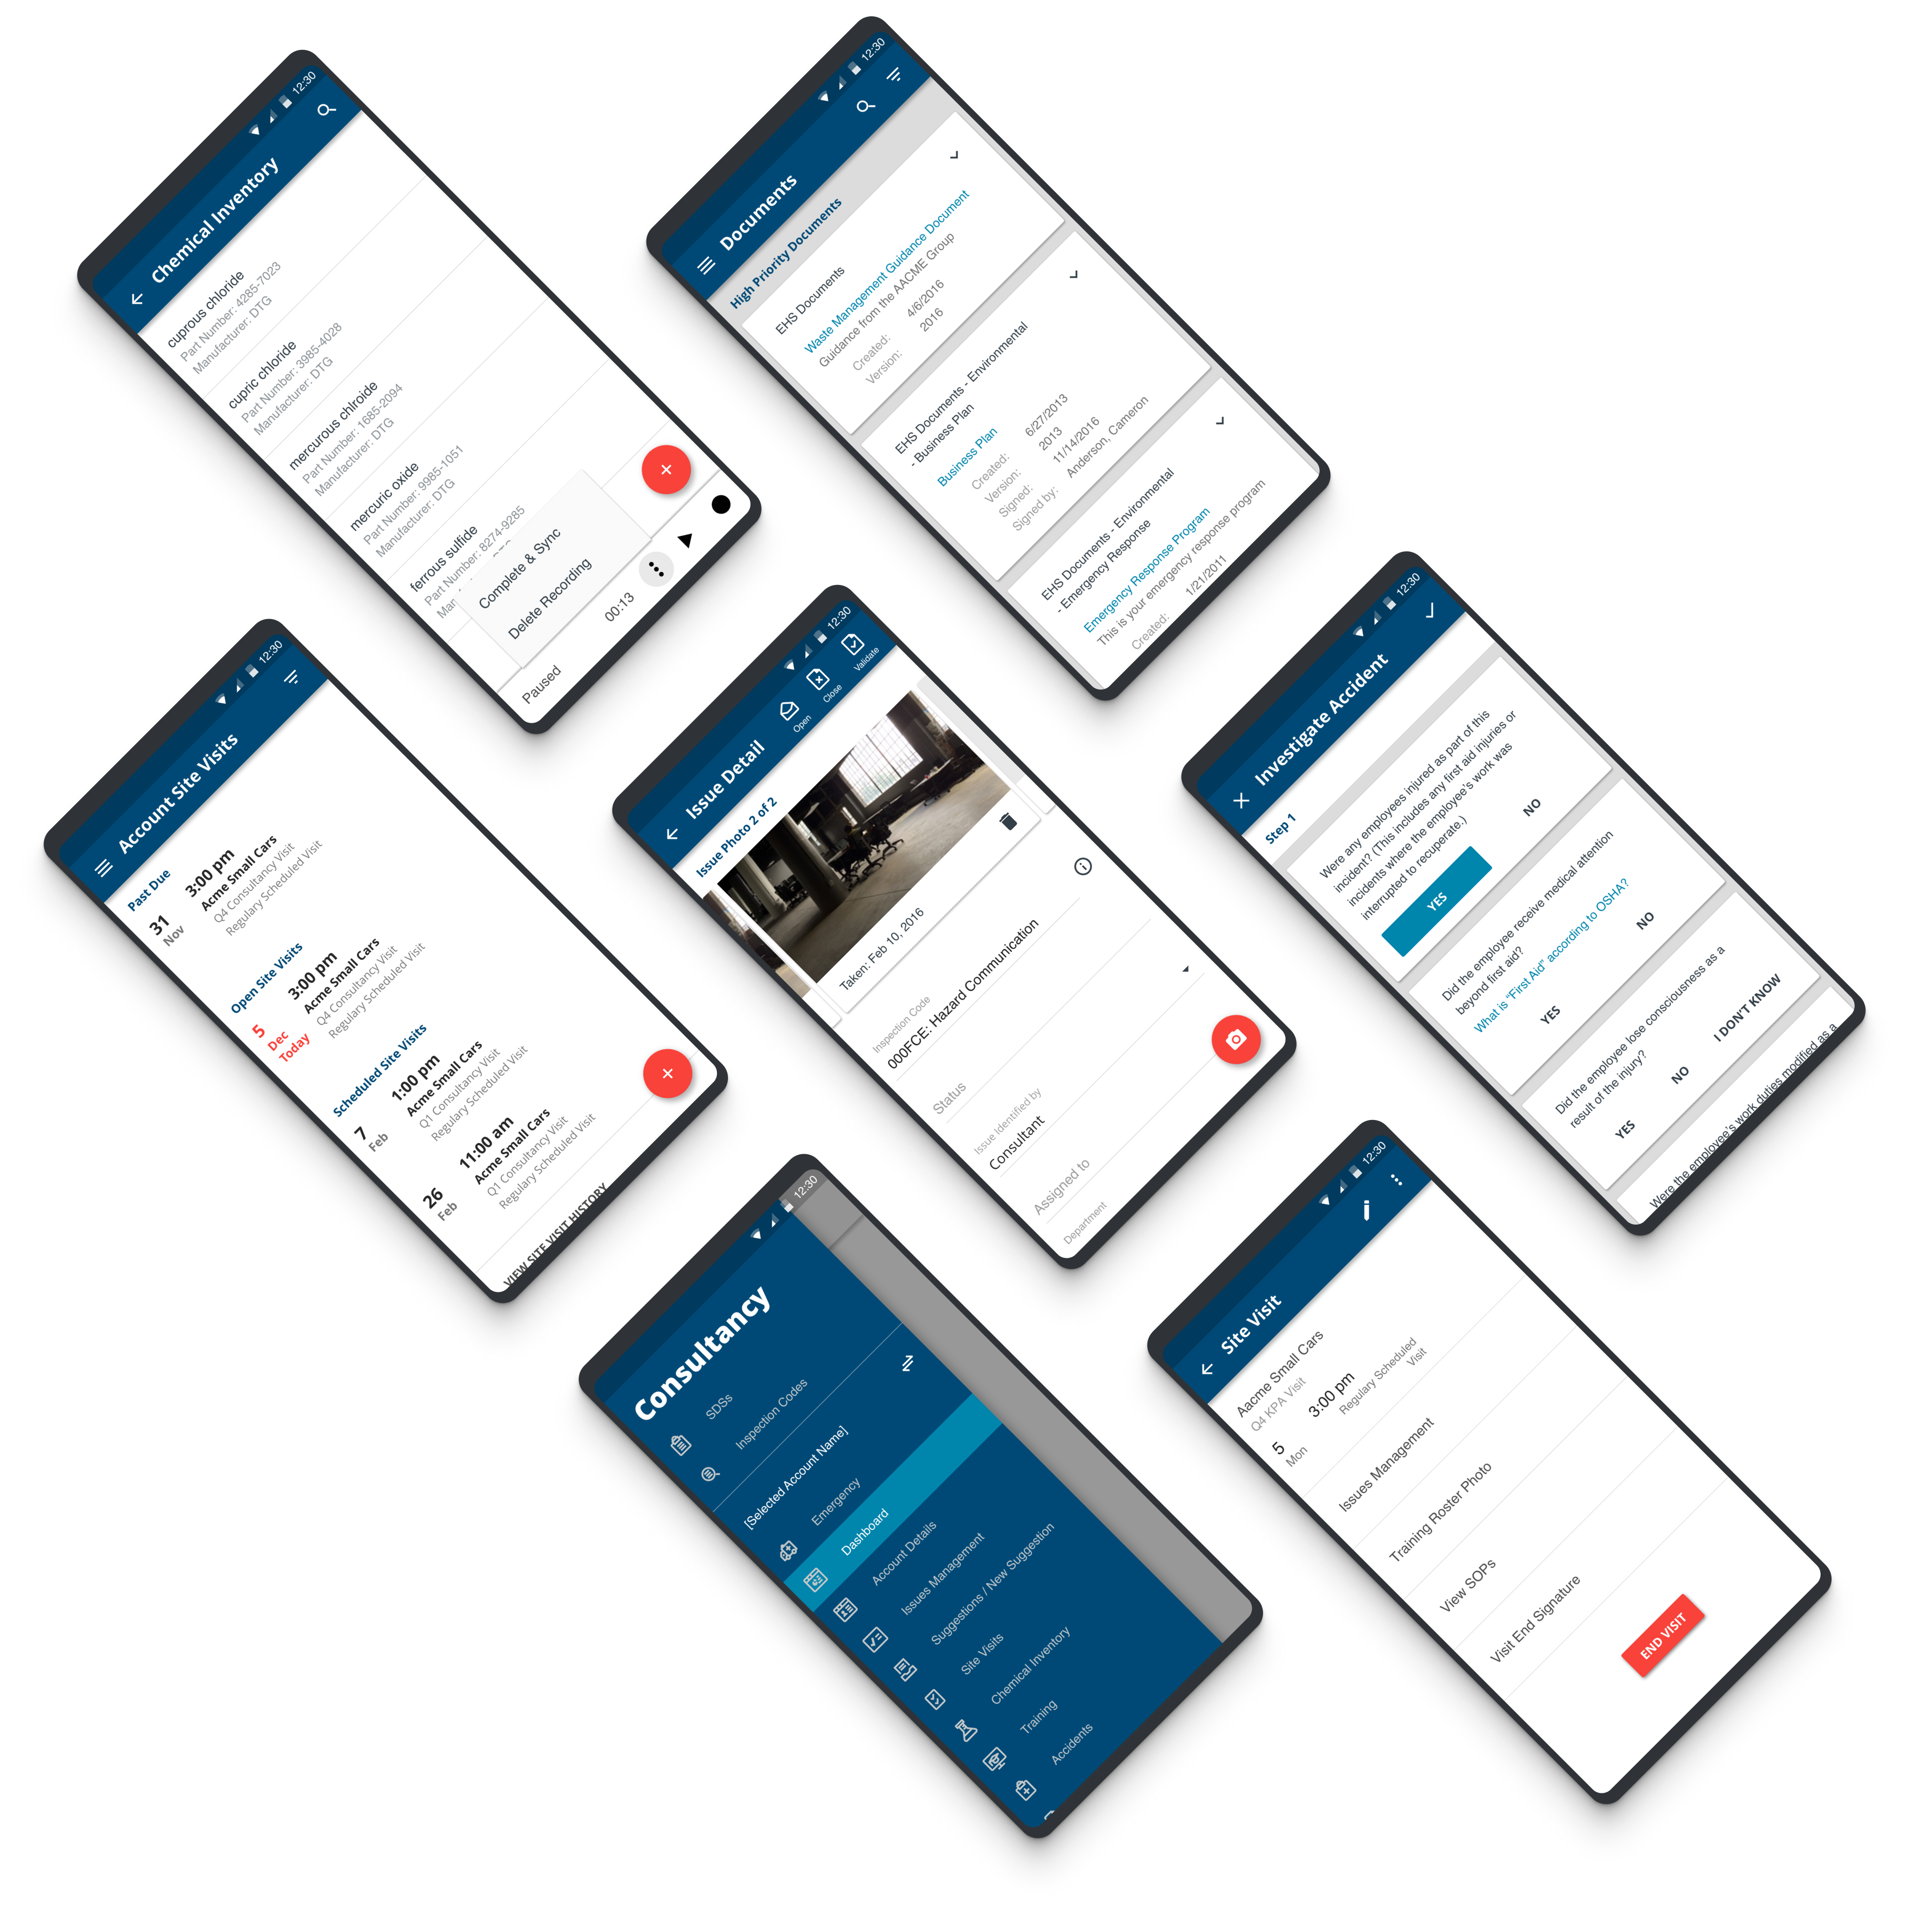 12:30
Chemical Inventory
cuprous chloride
Part Number: 4285-7023
Manufacturer: DTG
cupric chloride
Part Number: 3985-4028
Manufacturer: DTG
mercurous chlroide
Part Number: 1685-2094
Manufacturer: DTG
mercuric oxide
Part Number: 9985-1051
Manufacturer: DTG
ferrous sulfide
Part Number: 8274-9285
Complete & Sync
Delete Recording
Paused
00:13
12:30
Documents
High Priority Documents
EHS Documents
Waste Management Guidance Document
Guidance from the AACME Group
Created: 4/6/2016
Version: 2016
EHS Documents - Environmental
- Business Plan
Business Plan
Created: 6/27/2013
Version: 2013
Signed: 11/14/2016
Signed by: Anderson, Cameron
EHS Documents - Environmental
- Emergency Response
Emergency Response Program
This is your emergency response program
Created: 1/21/2011
12:30
Account Site Visits
Past Due
31
Nov
3:00 pm
Acme Small Cars
Q4 Consultancy Visit
Regulary Scheduled Visit
Open Site Visits
5
Dec
Today
3:00 pm
Acme Small Cars
Q4 Consultancy Visit
Regulary Scheduled Visit
Scheduled Site Visits
7
Feb
1:00 pm
Acme Small Cars
Q1 Consultancy Visit
Regulary Scheduled Visit
26
Feb
11:00 am
Acme Small Cars
Q1 Consultancy Visit
Regulary Scheduled Visit
VIEW SITE VISIT HISTORY
12:30
Issue Detail
Open
Close
Validate
Issue Photo 2 of 2
Taken: Feb 10, 2016
Inspection Code
000FCE: Hazard Communication
Status
Issue Identified by
Consultant
Assigned to
Department
12:30
Investigate Accident
Step 1
Were any employees injured as part of this
incident? (This includes any first aid injuries or
incidents where the employee's work was
interrupted to recuperate.)
YES
NO
Did the employee receive medical attention
beyond first aid?
What is "First Aid" according to OSHA?
YES
NO
Did the employee lose consciousness as a
result of the injury?
YES
NO
I DON'T KNOW
Were the employee's work duties modified as a
12:30
Consultancy
SDSs
Inspection Codes
[Selected Account Name]
Emergency
Dashboard
Account Details
Issues Management
Suggestions / New Suggestion
Site Visits
Chemical Inventory
Training
Accidents
12:30
Site Visit
Aacme Small Cars
Q4 KPA Visit
5
Mon
3:00 pm
Regulary Scheduled
Visit
Issues Management
Training Roster Photo
View SOPs
Visit End Signature
END VISIT